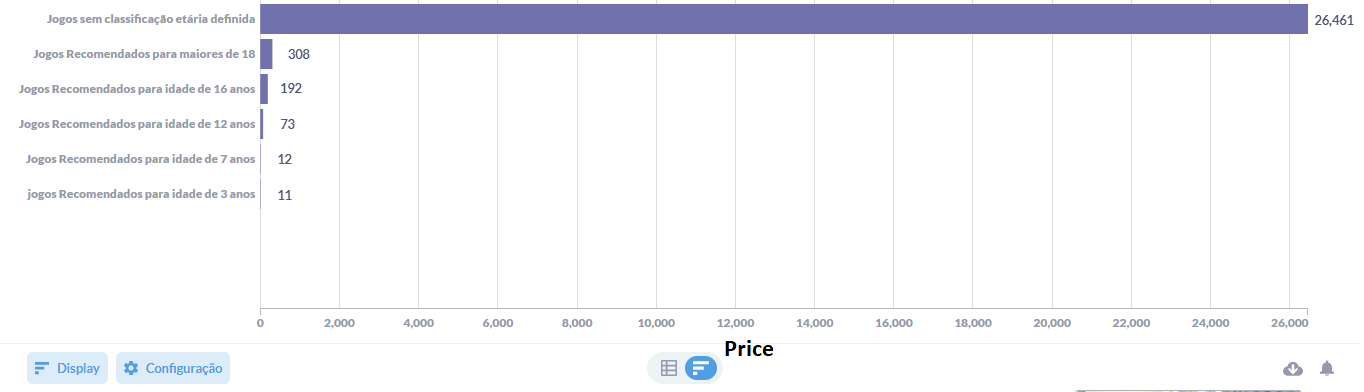 Jogos sem classificação etária definida 26,461
Jogos Recomendados para maiores de 18 308
Jogos Recomendados para idade de 16 anos 192
Jogos Recomendados para idade de 12 anos 73
Jogos Recomendados para idade de 7 anos 12
jogos Recomendados para idade de 3 anos 11
0 2,000 4,000 6,000 8,000 10,000 12,000 14,000 16,000 18,000 20,000 22,000 24,000 26,000
Price
Display Configuração